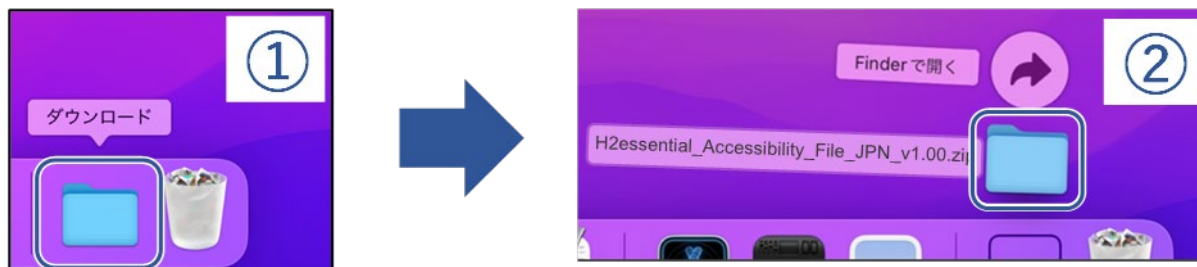 ①
ダウンロード
②
Finderで開く
H2essential_Accessibility_File_JPN_v1.00.zip